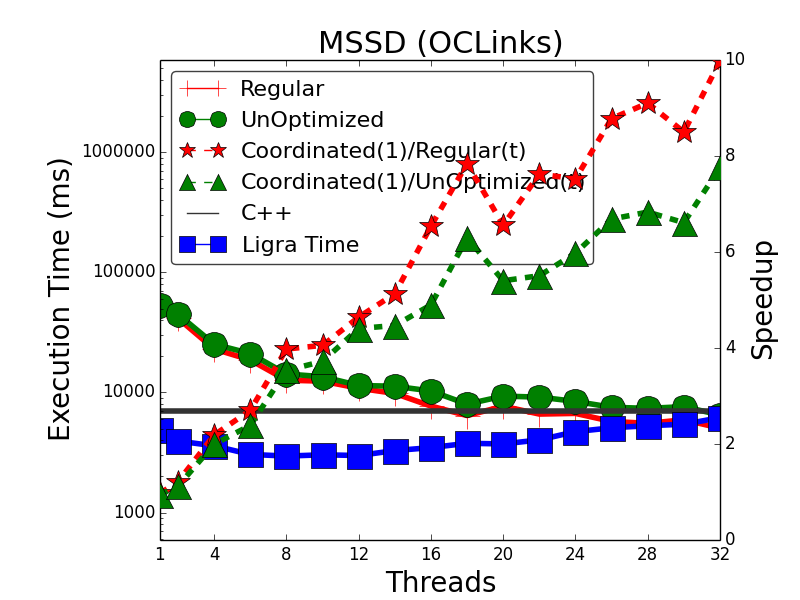 MSSD (OCLinks)
Regular
UnOptimized
Coordinated(1)/Regular(t)
Coordinated(1)/UnOptimized(t)
C++
Ligra Time
Execution Time (ms)
1000000
100000
10000
1000
Speedup
10
8
6
4
2
0
1 4 8 12 16 20 24 28 32
Threads